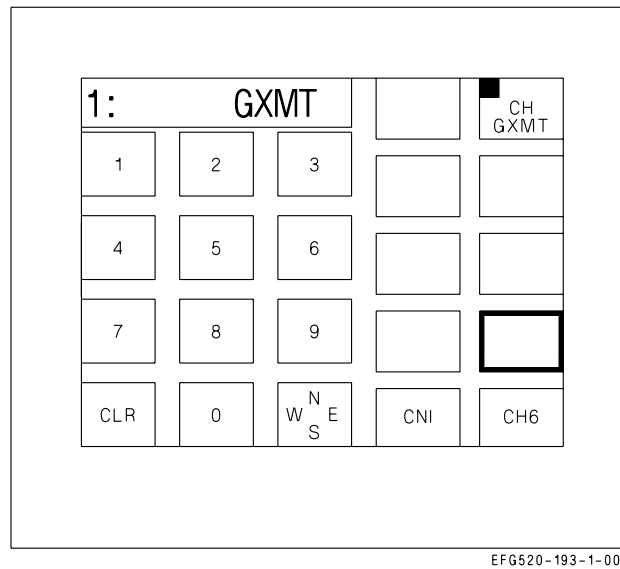 1: GXMT
CH
GXMT
1 2 3
4 5 6
7 8 9
CLR 0 W N E S CNI CH6
EFG520-193-1-00